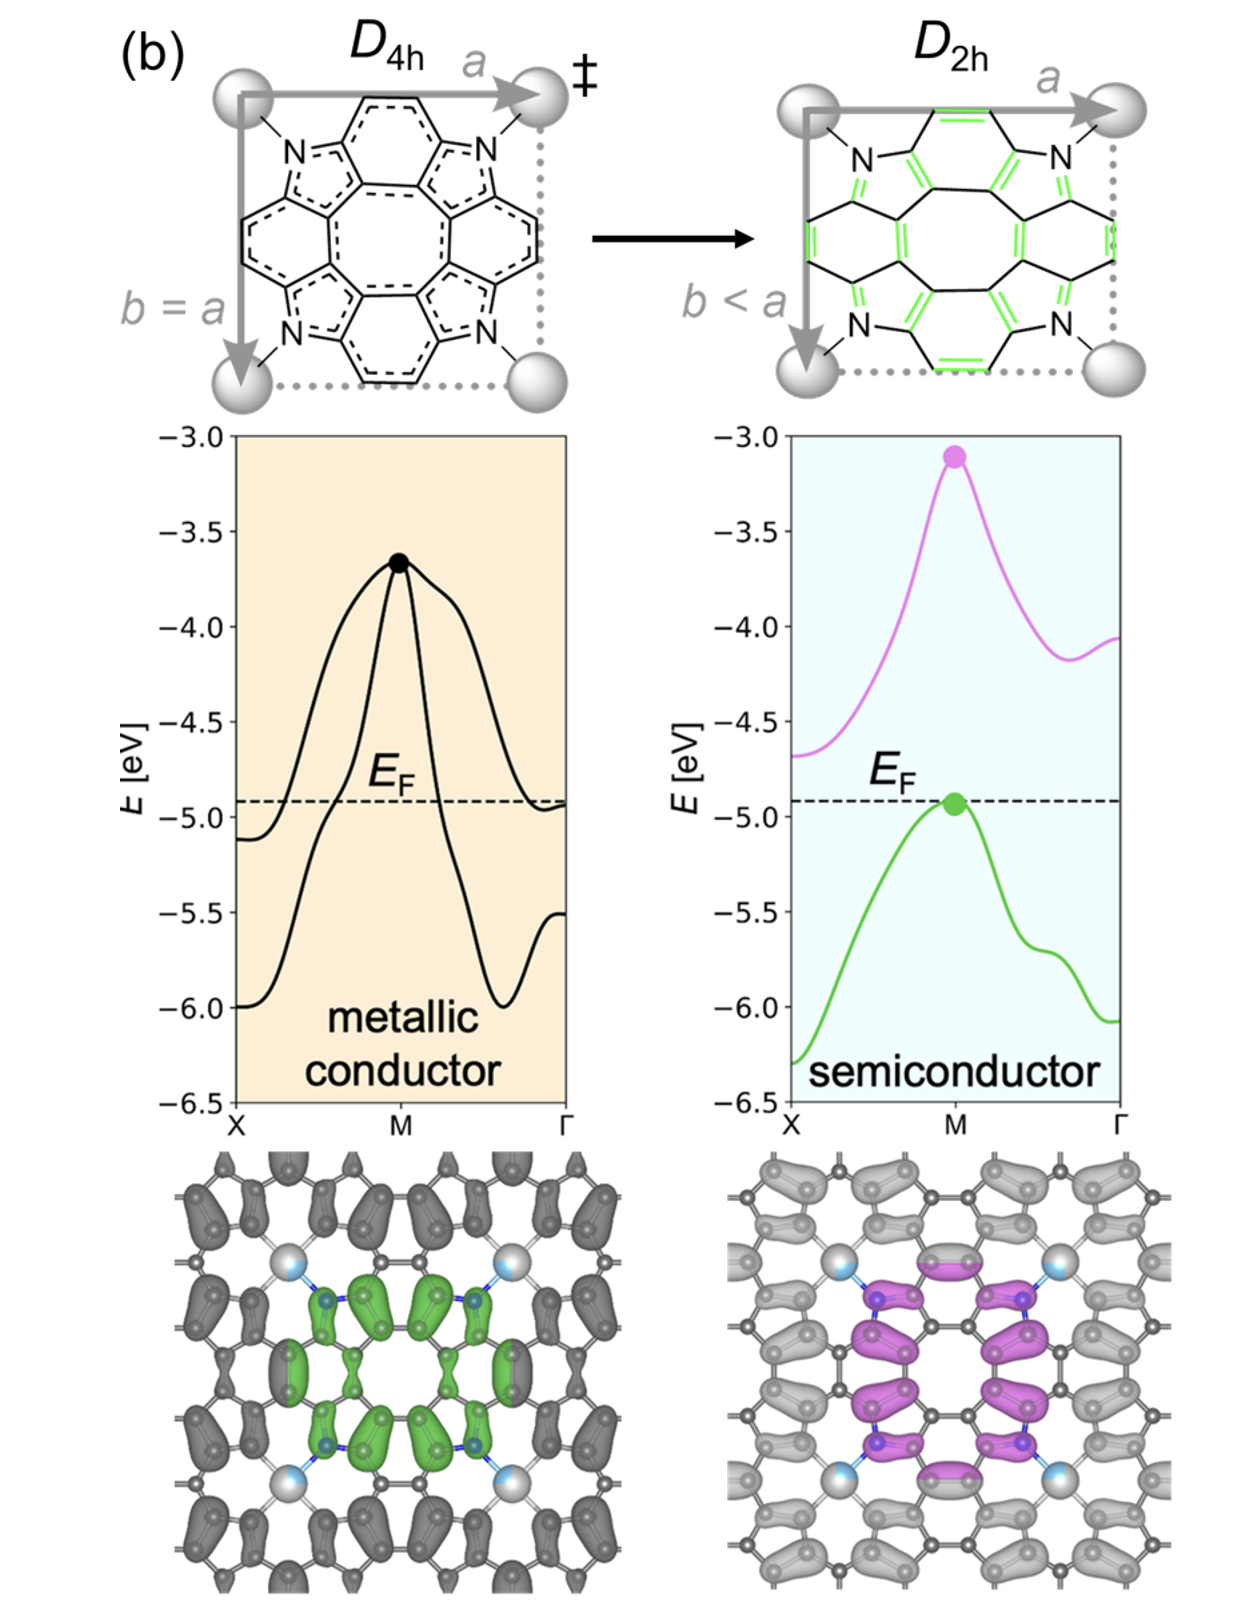 (b)
D4h
D2h
a
‡
a
N N
N N
b = a
b < a
N N
N N
−3.0
−3.5
−4.0
−4.5
−5.0
−5.5
−6.0
−6.5
E [eV]
EF
metallic
conductor
X M Γ
−3.0
−3.5
−4.0
−4.5
−5.0
−5.5
−6.0
−6.5
E [eV]
EF
semiconductor
X M Γ